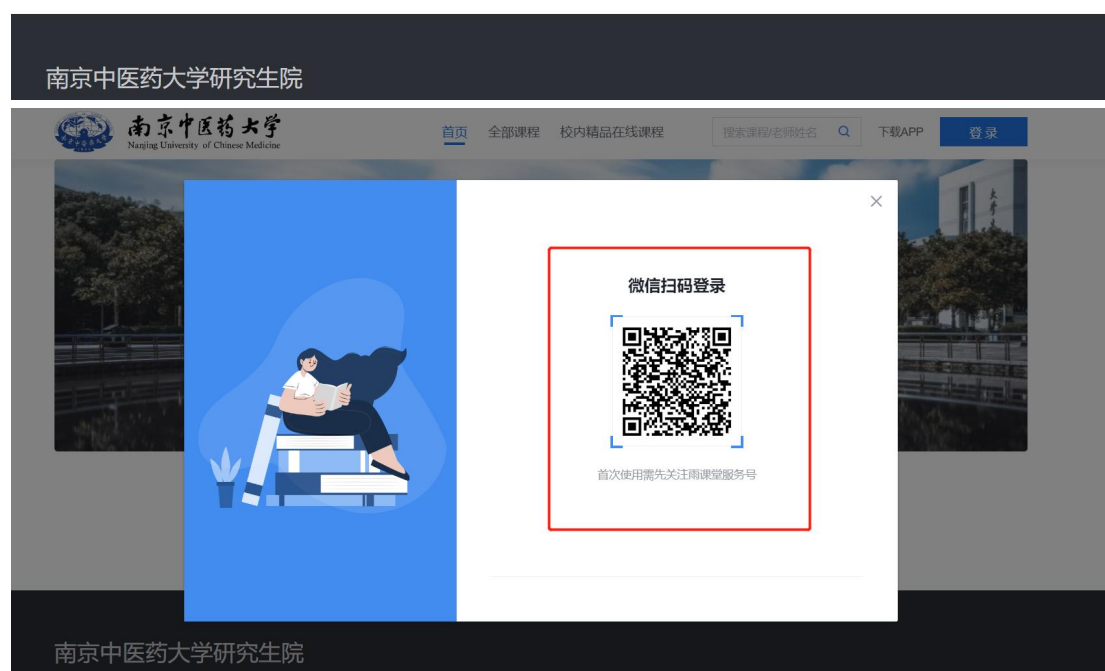 南京中医药大学研究生院
南京中医药大学
Nanjing University of Chinese Medicine
首页 全部课程 校内精品在线课程 搜索课程/老师姓名 下载APP 登录
大学
微信扫码登录
首次使用需先关注雨课堂服务号
南京中医药大学研究生院